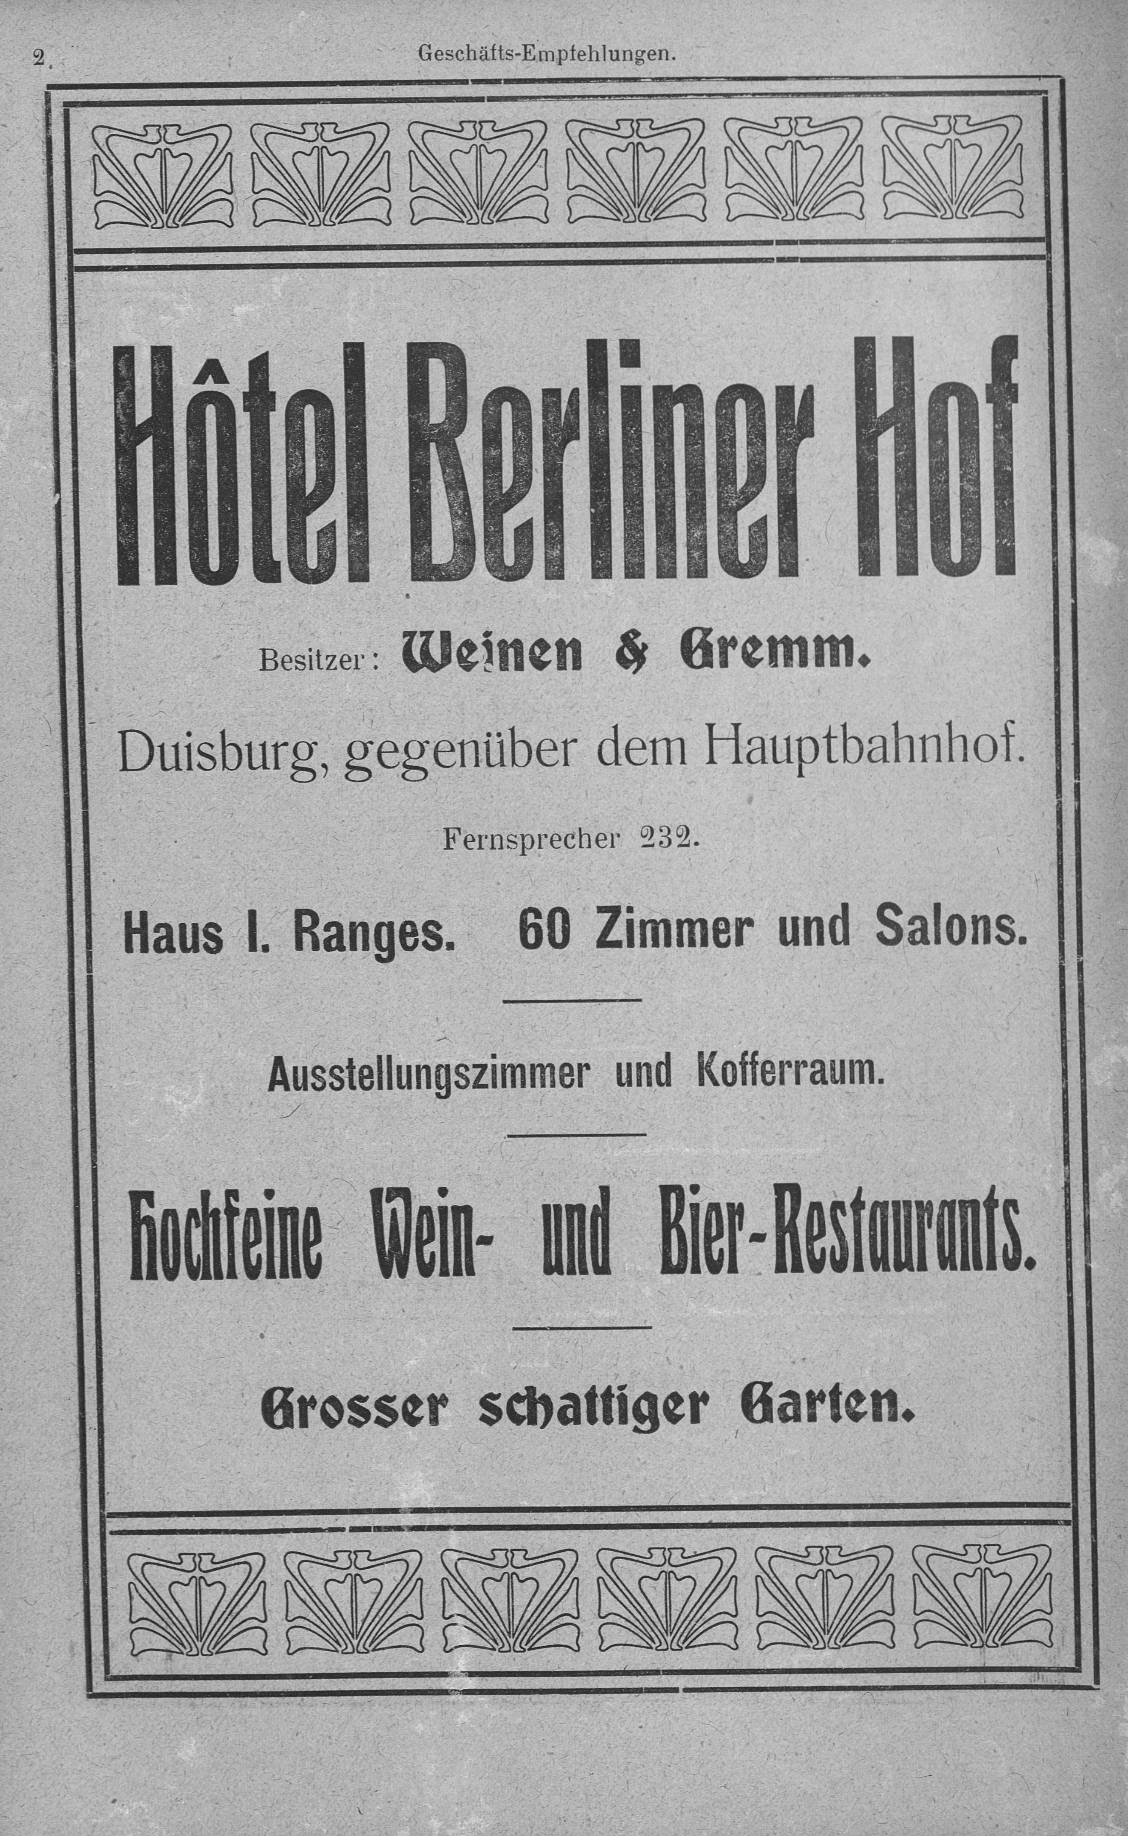 2.
Geschäfts-Empfehlungen.
Hôtel Berliner Hof
Besitzer: Weinen & Gremm.
Duisburg, gegenüber dem Hauptbahnhof.
Fernsprecher 232.
Haus I. Ranges. 60 Zimmer und Salons.
Ausstellungszimmer und Kofferraum.
Hochfeine Wein- und Bier-Restaurants.
Grosser schattiger Garten.